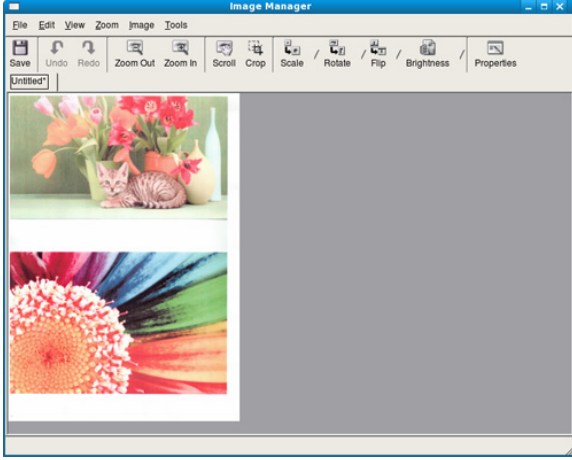 Image Manager
File Edit View Zoom Image Tools
Save Undo Redo Zoom Out Zoom In Scroll Crop Scale Rotate Flip Brightness Properties
Untitled*